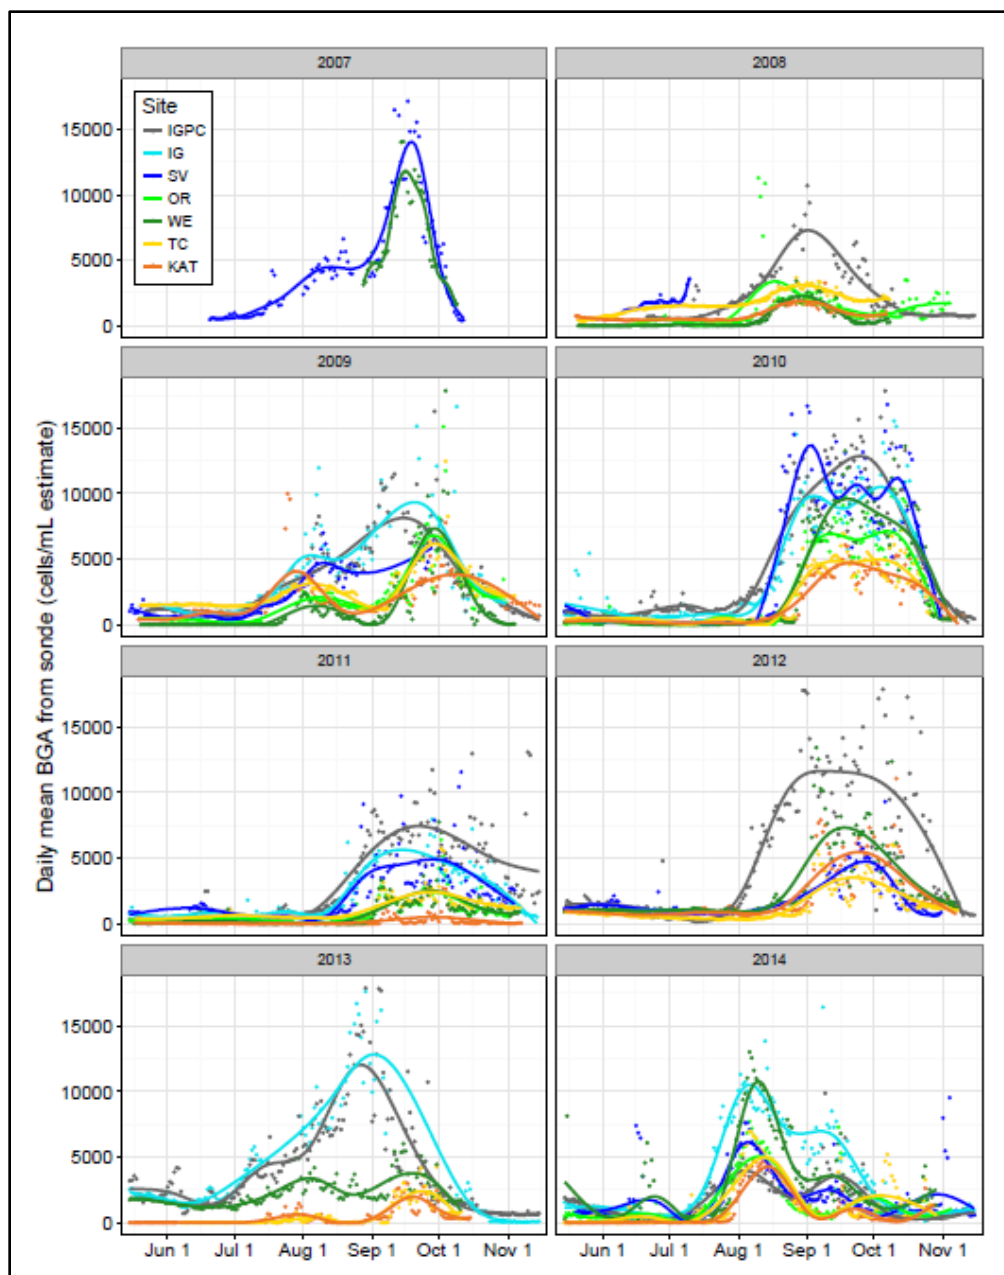 2007
2008
Site
IGPC
IG
SV
OR
WE
TC
KAT
15000
10000
5000
0
2009
2010
15000
10000
5000
0
Daily mean BGA from sonde (cells/mL estimate)
2011
2012
15000
10000
5000
0
2013
2014
15000
10000
5000
0
Jun 1 Jul 1 Aug 1 Sep 1 Oct 1 Nov 1
Jun 1 Jul 1 Aug 1 Sep 1 Oct 1 Nov 1